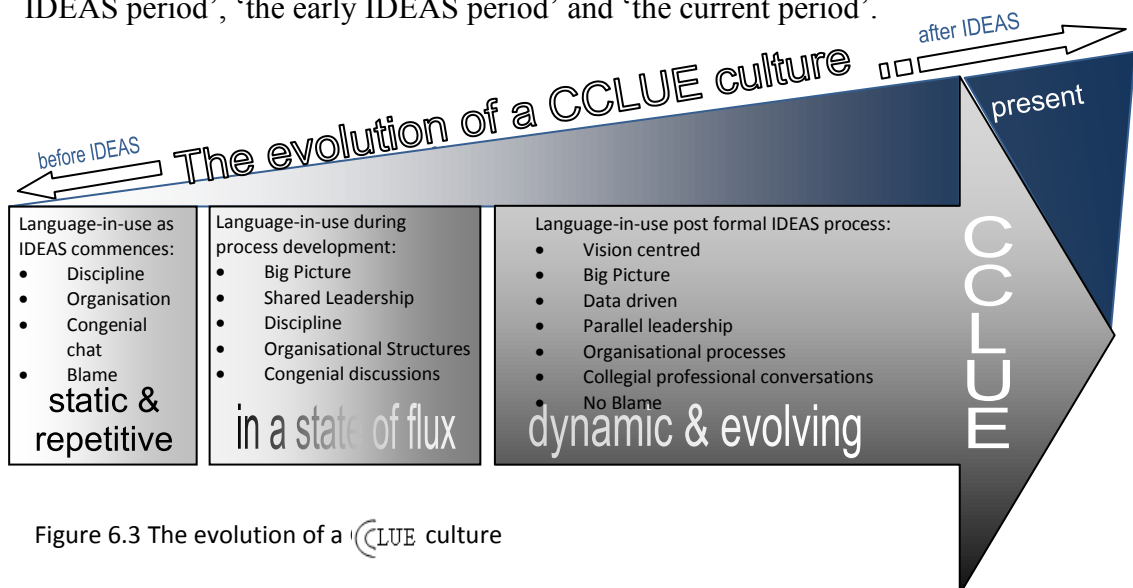 IDEAS period’, ‘the early IDEAS period’ and ‘the current period’.
after IDEAS
The evolution of a CCLUE culture
before IDEAS
present
Language-in-use as
IDEAS commences:
• Discipline
• Organisation
• Congenial
chat
• Blame
static &
repetitive
Language-in-use during
process development:
• Big Picture
• Shared Leadership
• Discipline
• Organisational Structures
• Congenial discussions
in a state of flux
Language-in-use post formal IDEAS process:
• Vision centred
• Big Picture
• Data driven
• Parallel leadership
• Organisational processes
• Collegial professional conversations
• No Blame
dynamic & evolving
CCLUE
Figure 6.3 The evolution of a CCLUE culture